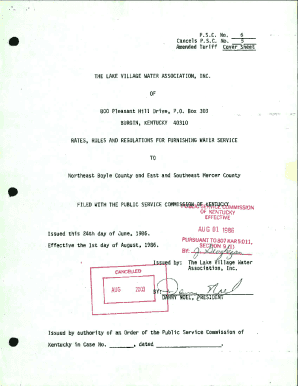 P.S.C. No. 6
Cancels P.S.C. No. 5
Amended Tariff Cover Sheet
THE LAKE VILLAGE WATER ASSOCIATION, INC.
OF
800 Pleasant Hill Drive, P.O. Box 303
BURGIN, KENTUCKY 40310
RATES, RULES AND REGULATIONS FOR FURNISHING WATER SERVICE
TO
Northeast Boyle County and East and Southeast Mercer County
FILED WITH THE PUBLIC SERVICE COMMISSION OF KENTUCKY
PUBLIC SERVICE COMMISSION
OF KENTUCKY
EFFECTIVE
AUG 01 1986
Issued this 24th day of June, 1986.
Effective the 1st day of August, 1986.
PURSUANT TO 807 KAR 5:011,
SECTION 9 (1)
BY:
Issued by: The Lake Village Water
Association, Inc.
CANCELLED
AUG 2003
BY:
DANNY NOEL, PRESIDENT
Issued by authority of an Order of the Public Service Commission of
Kentucky in Case No. ______, dated ______.